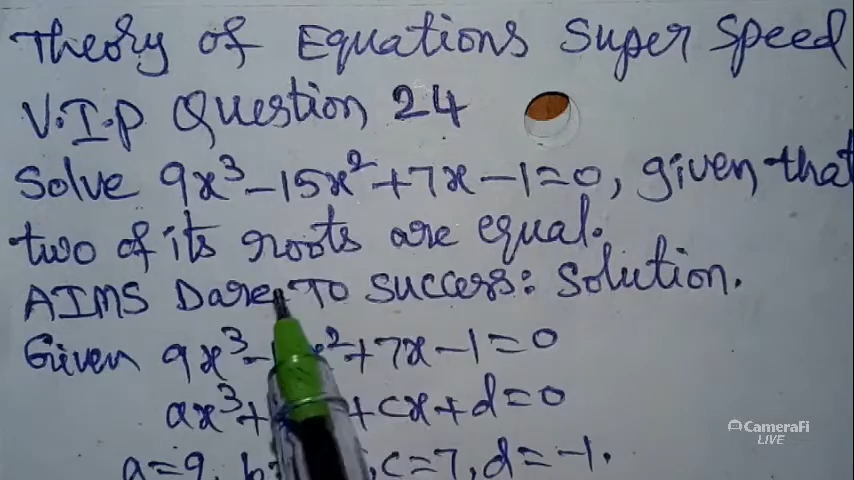 Theory of Equations Super Speed
V.I.P Question 24
Solve 9x³-15x²+7x-1=0, given that
two of its roots are equal.
AIMS Dare To success: Solution.
Given 9x³- x²+7x-1=0
ax³+ +cx+d=0
a=9, b= , c=7, d=-1.
CameraFi
LIVE